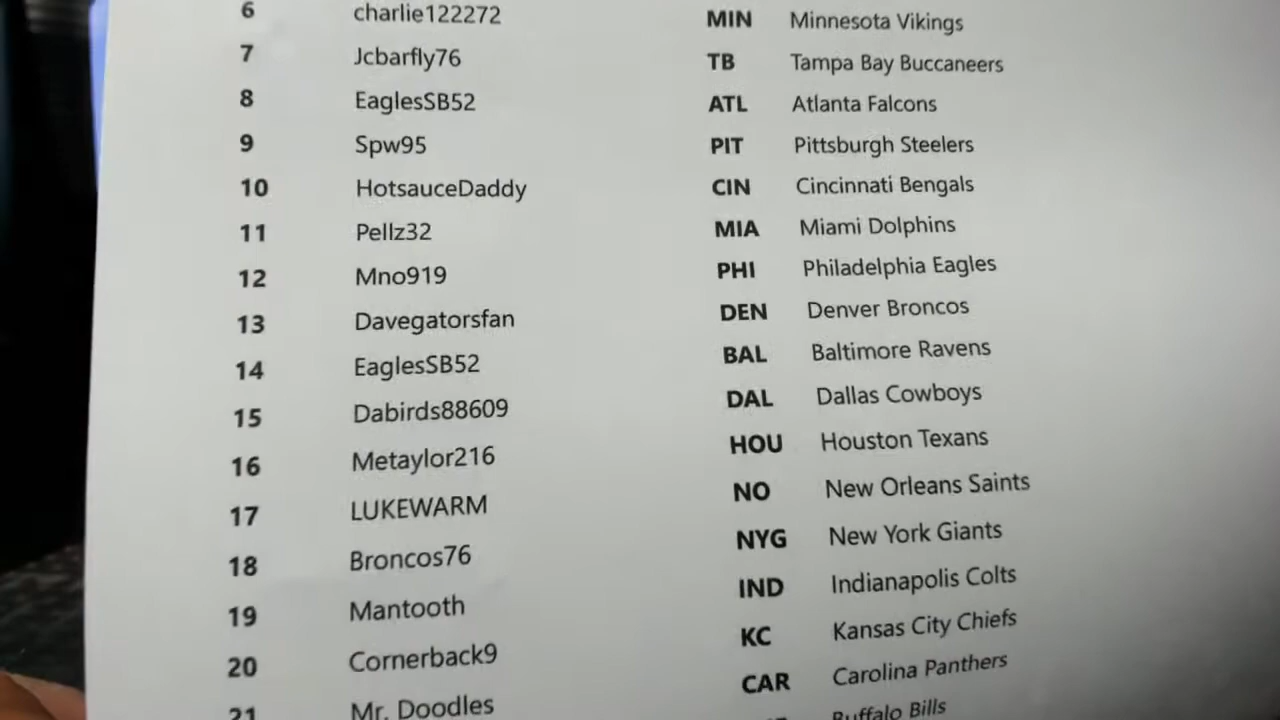 6 charlie122272 MIN Minnesota Vikings
7 Jcbarfly76 TB Tampa Bay Buccaneers
8 EaglesSB52 ATL Atlanta Falcons
9 Spw95 PIT Pittsburgh Steelers
10 HotsauceDaddy CIN Cincinnati Bengals
11 Pellz32 MIA Miami Dolphins
12 Mno919 PHI Philadelphia Eagles
13 Davegatorsfan DEN Denver Broncos
14 EaglesSB52 BAL Baltimore Ravens
15 Dabirds88609 DAL Dallas Cowboys
16 Metaylor216 HOU Houston Texans
17 LUKEWARM NO New Orleans Saints
18 Broncos76 NYG New York Giants
19 Mantooth IND Indianapolis Colts
20 Cornerback9 KC Kansas City Chiefs
21 Mr. Doodles CAR Carolina Panthers
Buffalo Bills